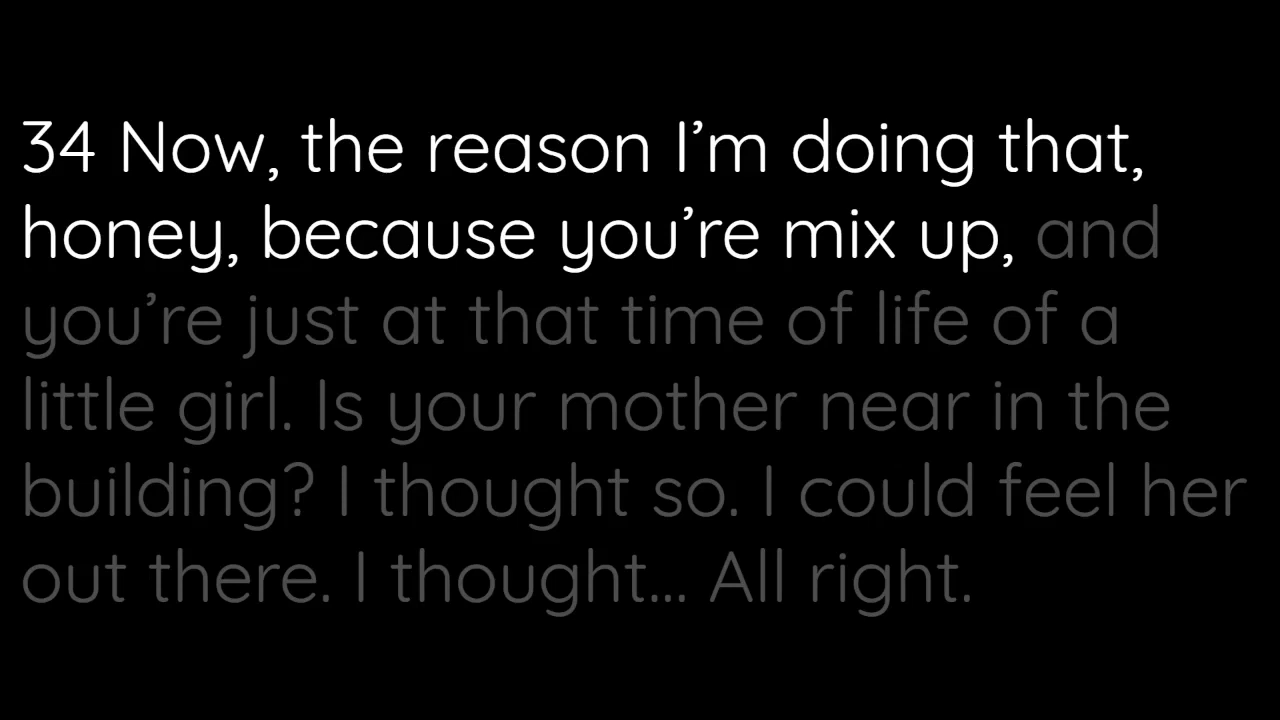 34 Now, the reason I’m doing that,
honey, because you’re mix up, and
you’re just at that time of life of a
little girl. Is your mother near in the
building? I thought so. I could feel her
out there. I thought... All right.